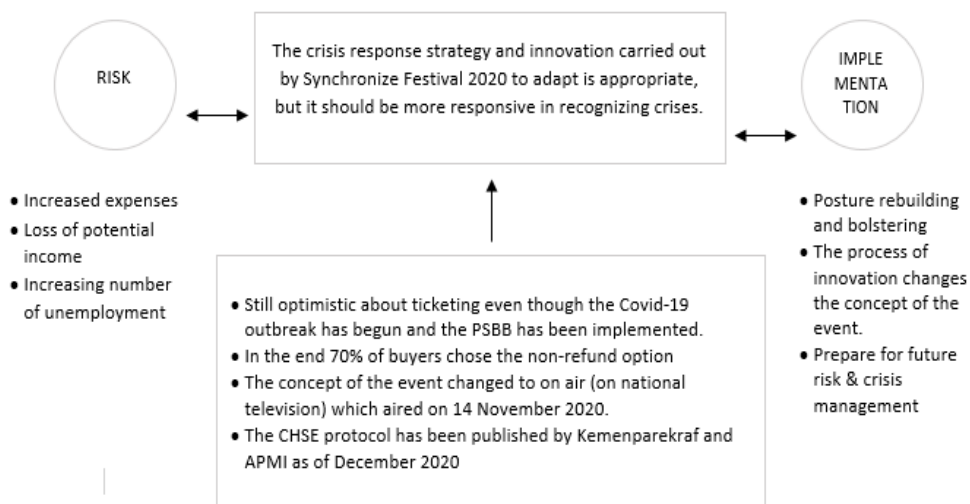 RISK
The crisis response strategy and innovation carried out
by Synchronize Festival 2020 to adapt is appropriate,
but it should be more responsive in recognizing crises.
IMPLE
MENTA
TION
• Increased expenses
• Loss of potential
income
• Increasing number
of unemployment
• Still optimistic about ticketing even though the Covid-19
outbreak has begun and the PSBB has been implemented.
• In the end 70% of buyers chose the non-refund option
• The concept of the event changed to on air (on national
television) which aired on 14 November 2020.
• The CHSE protocol has been published by Kemenparekraf and
APMI as of December 2020
• Posture rebuilding
and bolstering
• The process of
innovation changes
the concept of the
event.
• Prepare for future
risk & crisis
management